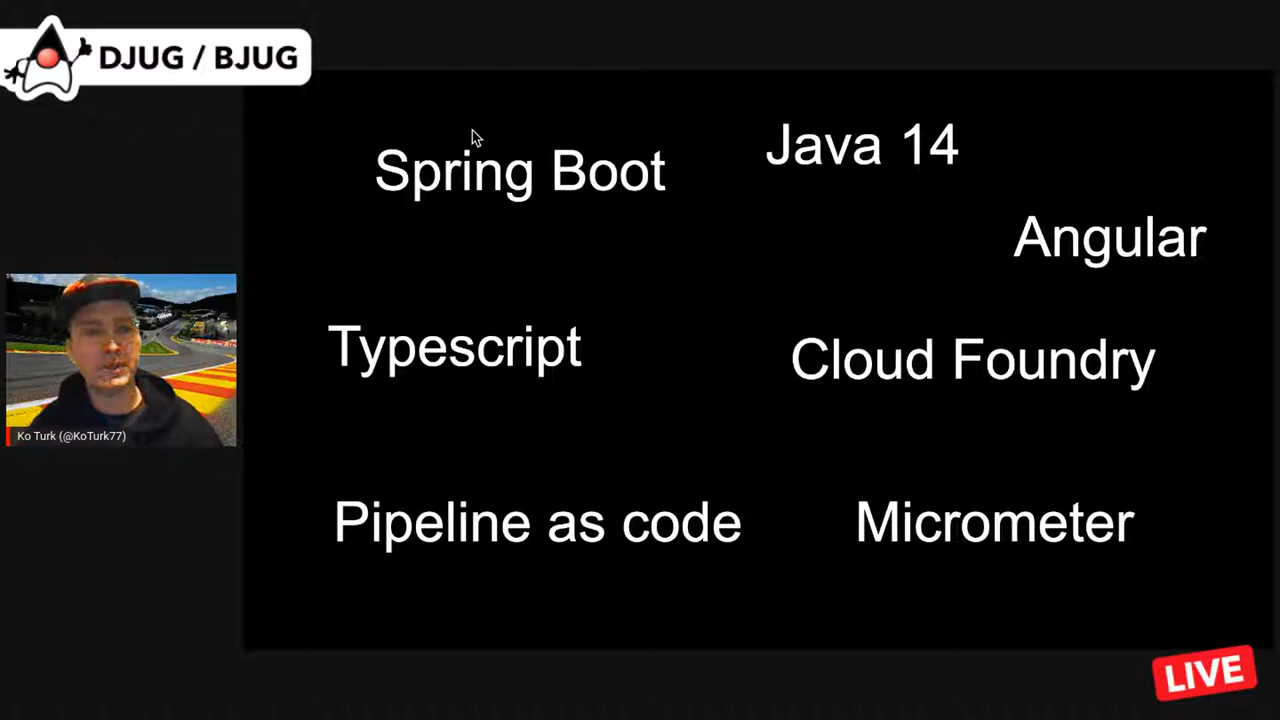 DJUG / BJUG
Spring Boot
Java 14
Angular
Typescript
Cloud Foundry
Ko Turk (@KoTurk77)
Pipeline as code
Micrometer
LIVE